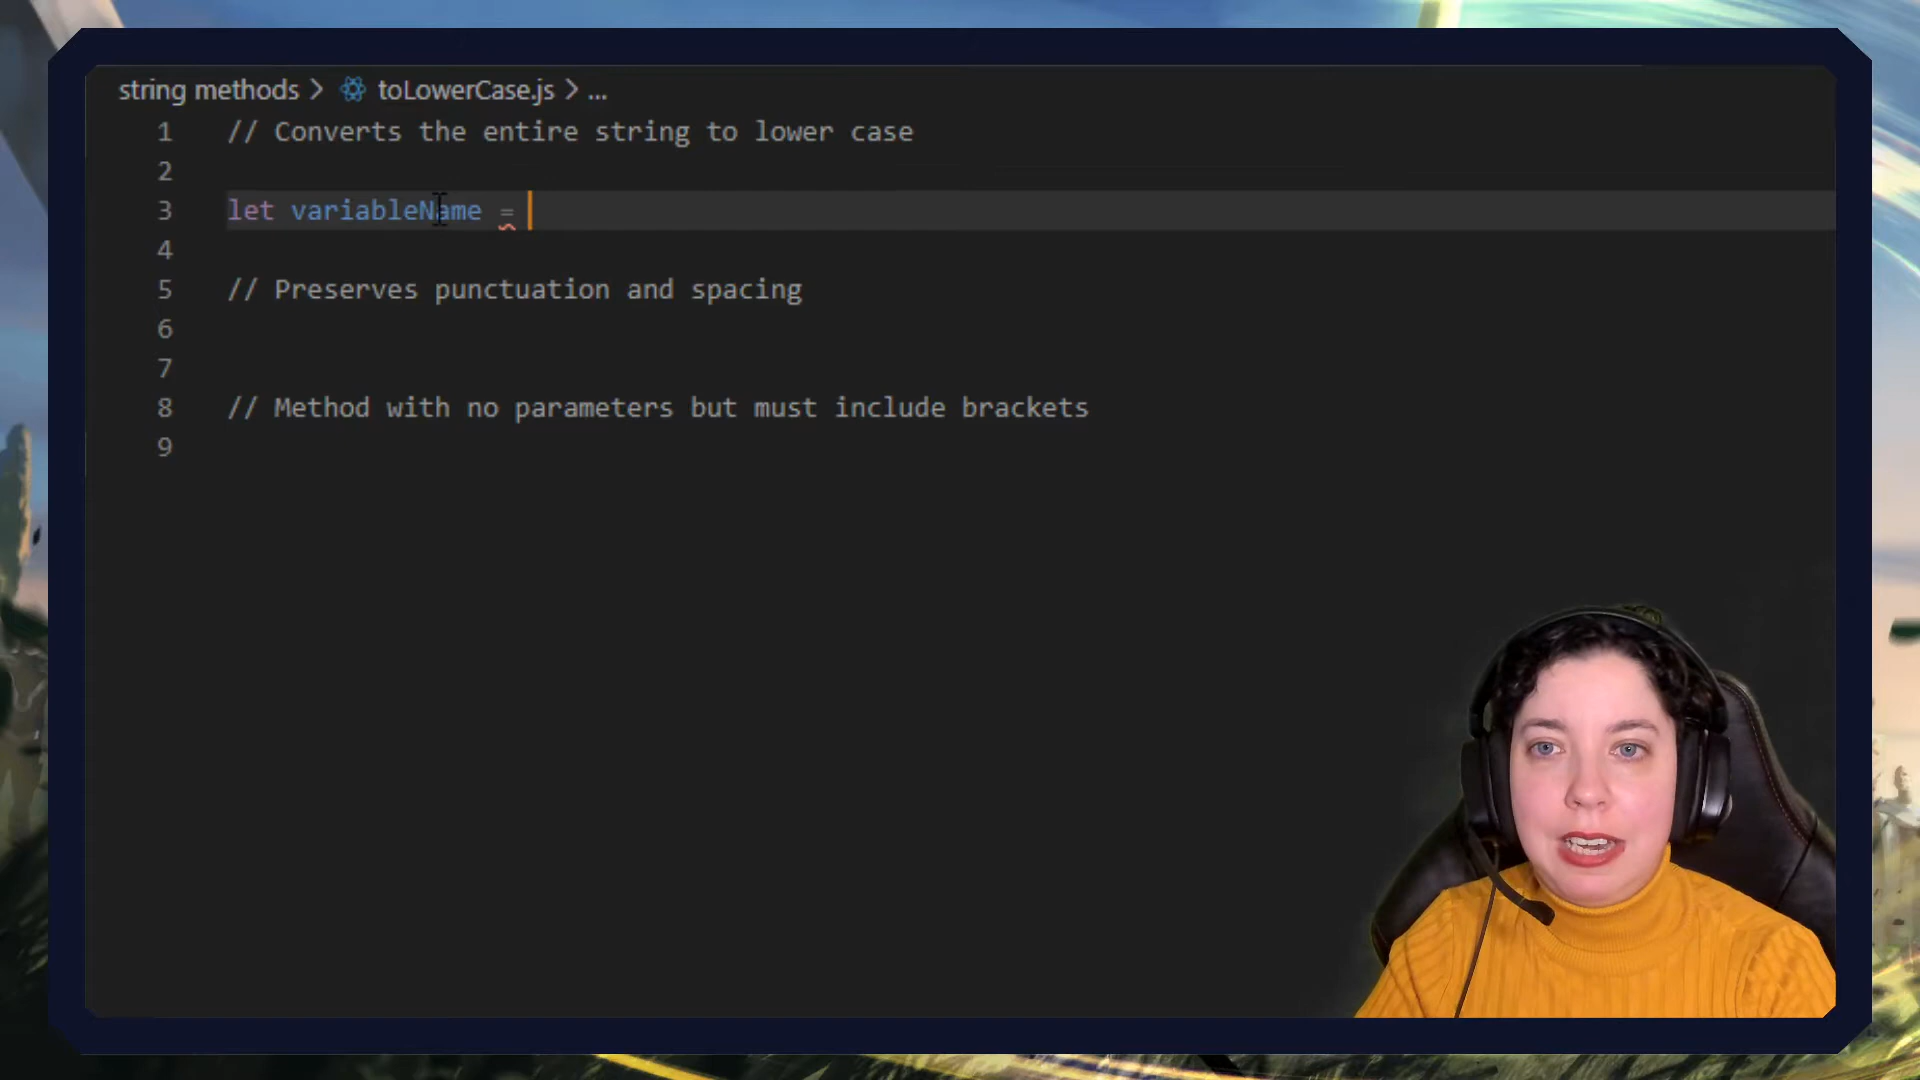 string methods > toLowerCase.js > ...
1 // Converts the entire string to lower case
2
3 let variableName =
4
5 // Preserves punctuation and spacing
6
7
8 // Method with no parameters but must include brackets
9